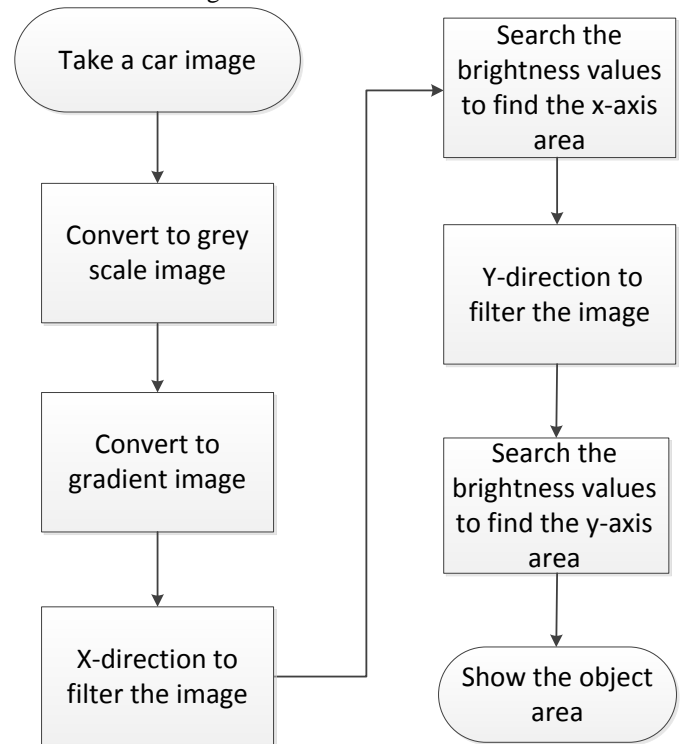 Take a car image
Convert to grey
scale image
Convert to
gradient image
X-direction to
filter the image
Search the
brightness values
to find the x-axis
area
Y-direction to
filter the image
Search the
brightness values
to find the y-axis
area
Show the object
area